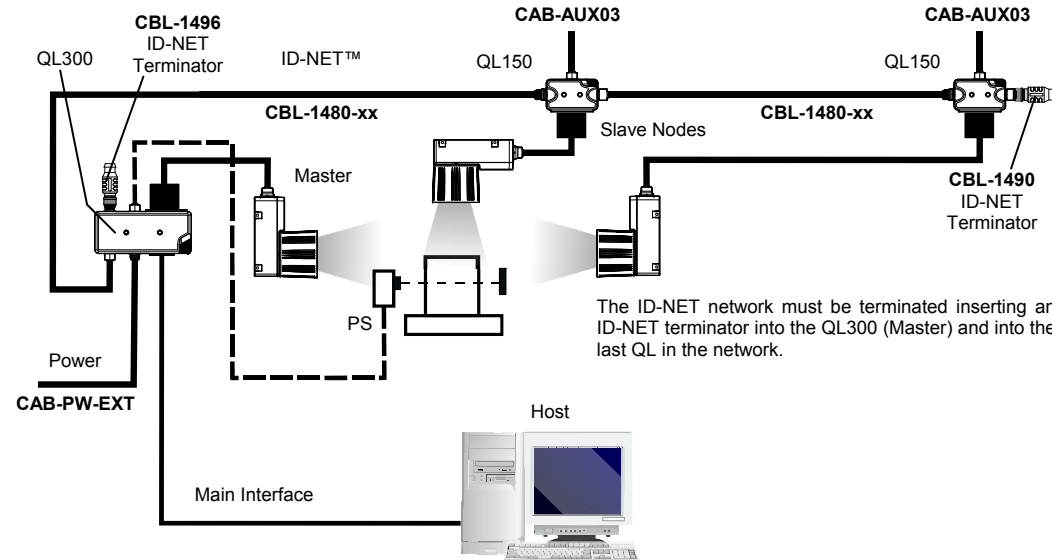 CAB-AUX03
CAB-AUX03
CBL-1496
ID-NET
Terminator
QL300
ID-NET™
QL150
QL150
CBL-1480-xx
CBL-1480-xx
Slave Nodes
Master
CBL-1490
ID-NET
Terminator
PS
The ID-NET network must be terminated inserting an
ID-NET terminator into the QL300 (Master) and into the
last QL in the network.
Power
CAB-PW-EXT
Host
Main Interface